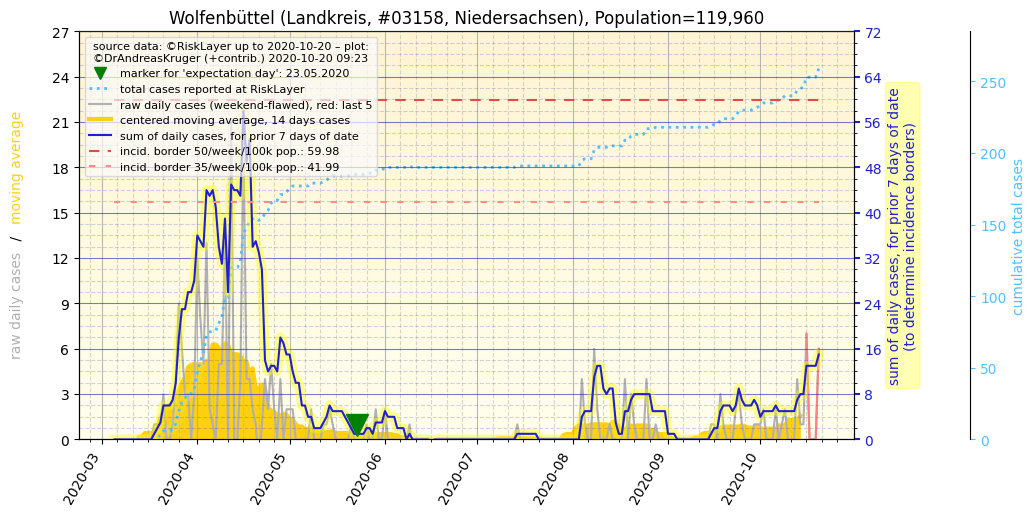 Wolfenbüttel (Landkreis, #03158, Niedersachsen), Population=119,960
source data: ©RiskLayer up to 2020-10-20 – plot:
©DrAndreasKruger (+contrib.) 2020-10-20 09:23
marker for 'expectation day': 23.05.2020
total cases reported at RiskLayer
raw daily cases (weekend-flawed), red: last 5
centered moving average, 14 days cases
sum of daily cases, for prior 7 days of date
incid. border 50/week/100k pop.: 59.98
incid. border 35/week/100k pop.: 41.99
raw daily cases / moving average
27
24
21
18
15
12
9
6
3
0
2020-03
2020-04
2020-05
2020-06
2020-07
2020-08
2020-09
2020-10
72
64
56
48
40
32
24
16
8
0
sum of daily cases, for prior 7 days of date
(to determine incidence borders)
250
200
150
100
50
0
cumulative total cases